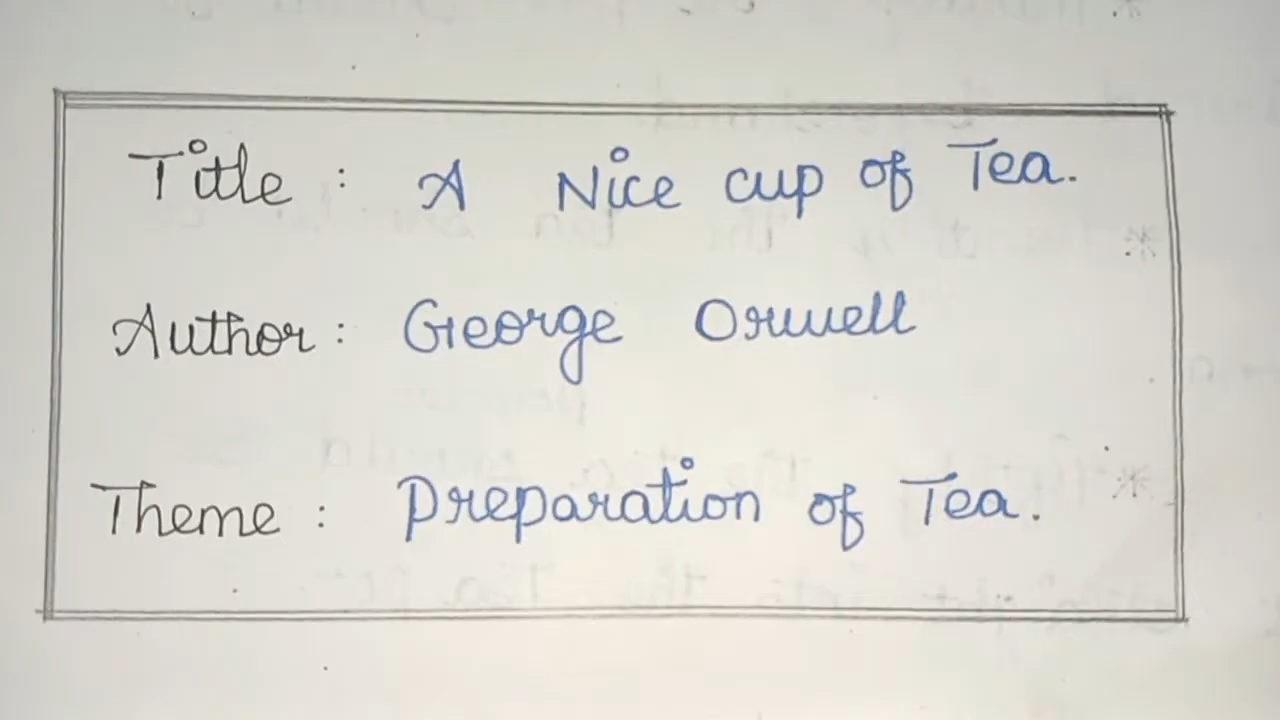 Title : A Nice cup of Tea.
Author : George Orwell
Theme : Preparation of Tea.